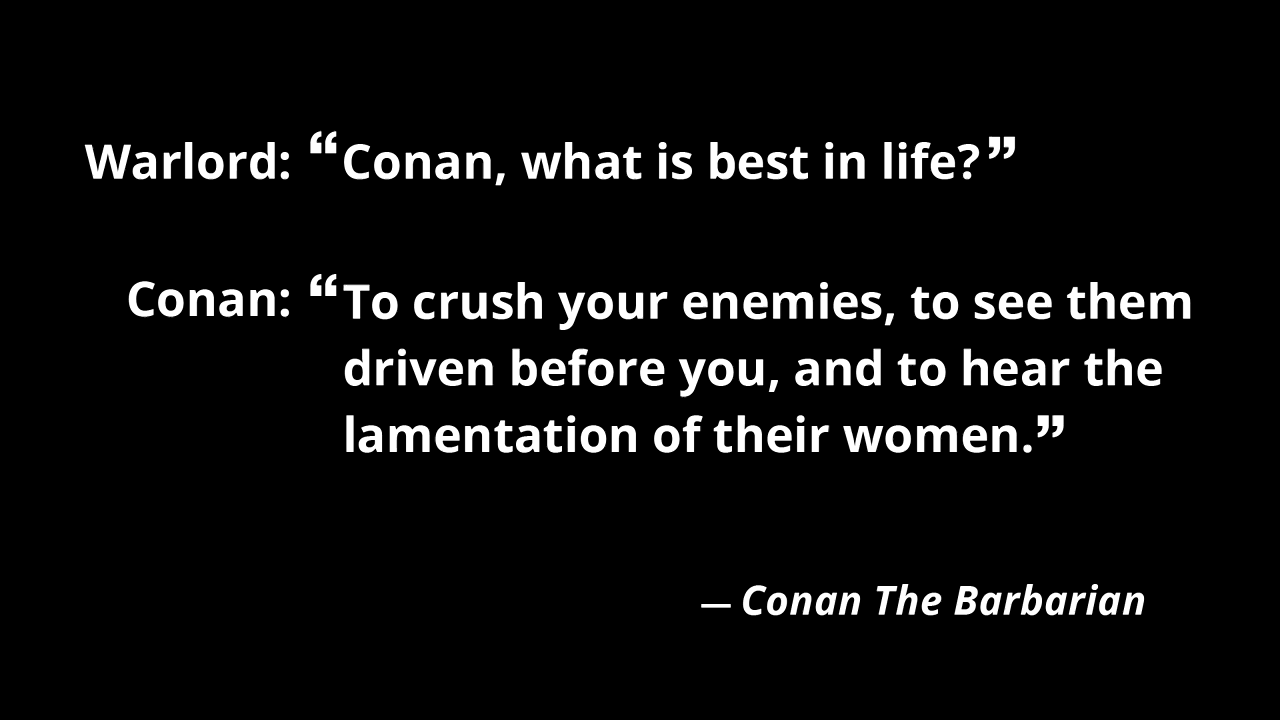 Warlord: “Conan, what is best in life?”
Conan: “To crush your enemies, to see them
driven before you, and to hear the
lamentation of their women.”
— Conan The Barbarian